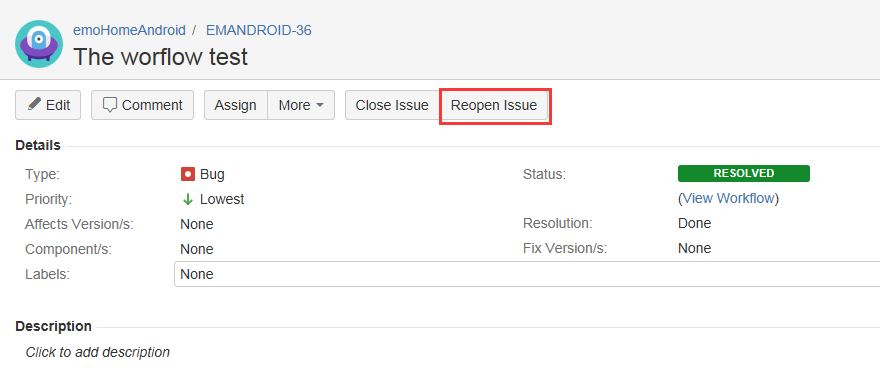 emoHomeAndroid / EMANDROID-36
The worflow test
Edit Comment Assign More Close Issue Reopen Issue
Details
Type: Bug Status: RESOLVED
Priority: Lowest (View Workflow)
Affects Version/s: None Resolution: Done
Component/s: None Fix Version/s: None
Labels: None
Description
Click to add description